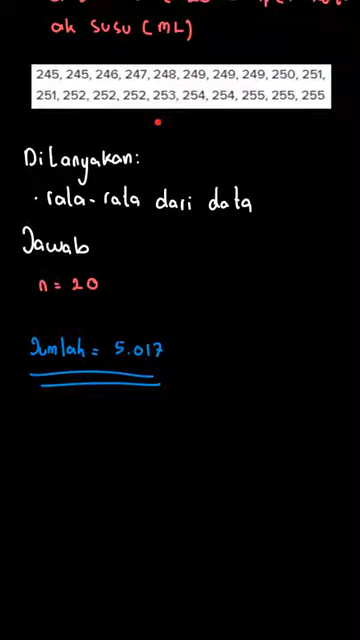 ak susu (ML)
245, 245, 246, 247, 248, 249, 249, 249, 250, 251,
251, 252, 252, 252, 253, 254, 254, 255, 255, 255
Ditanyakan:
· rata-rata dari data
Jawab
n = 20
Jumlah = 5.017